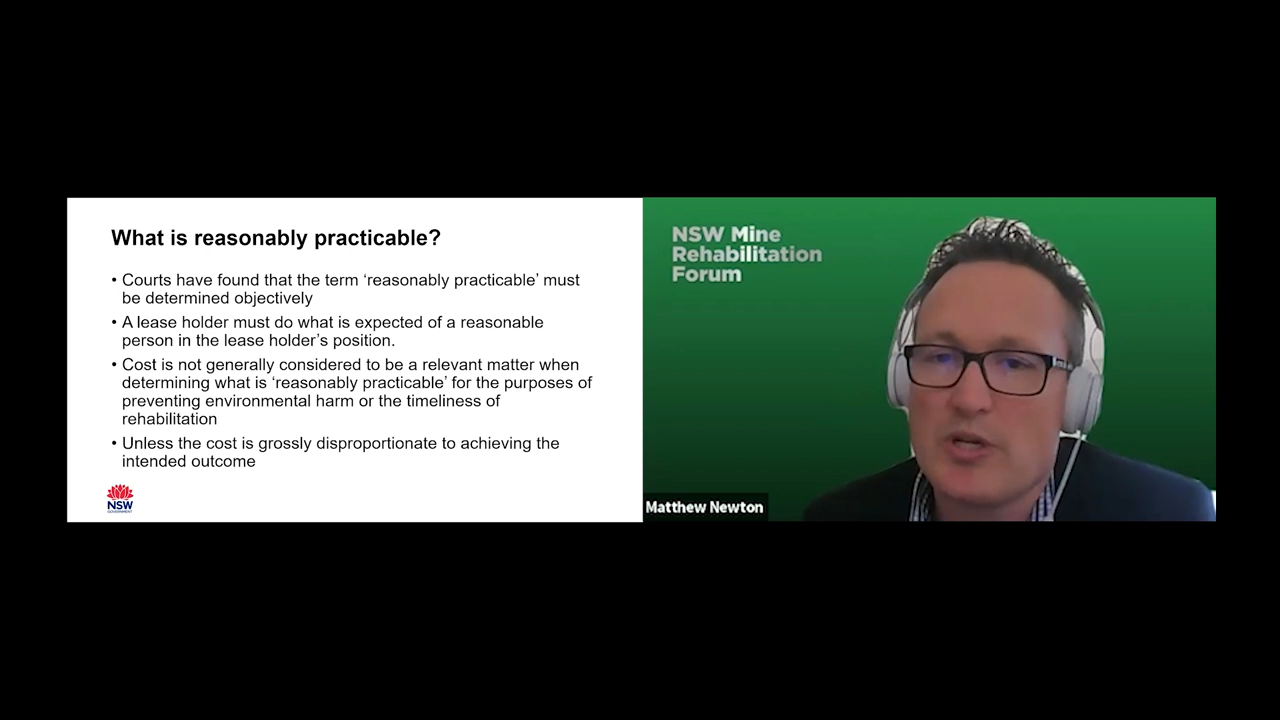 What is reasonably practicable?
• Courts have found that the term ‘reasonably practicable’ must
be determined objectively
• A lease holder must do what is expected of a reasonable
person in the lease holder’s position.
• Cost is not generally considered to be a relevant matter when
determining what is ‘reasonably practicable’ for the purposes of
preventing environmental harm or the timeliness of
rehabilitation
• Unless the cost is grossly disproportionate to achieving the
intended outcome
NSW
GOVERNMENT
NSW Mine
Rehabilitation
Forum
Matthew Newton